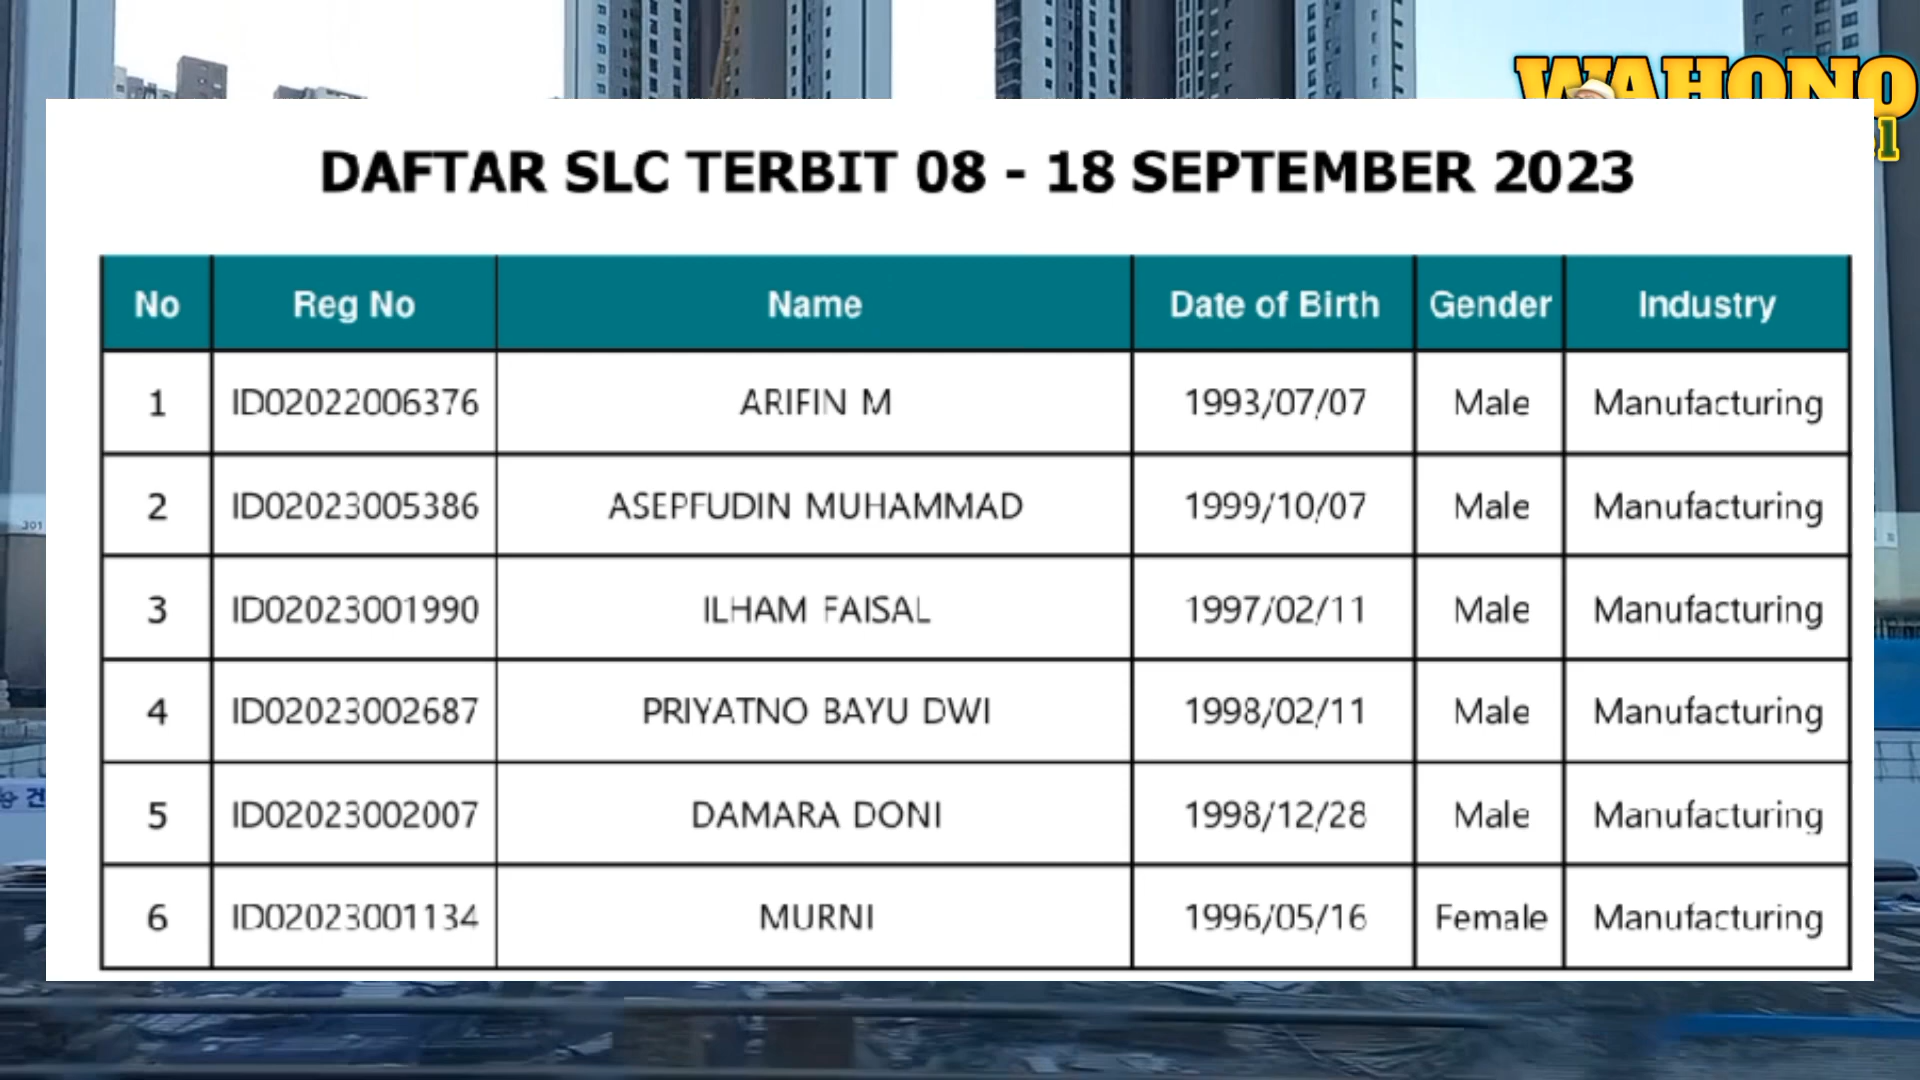 WAHONO
DAFTAR SLC TERBIT 08 - 18 SEPTEMBER 2023
No Reg No Name Date of Birth Gender Industry
1 ID02022006376 ARIFIN M 1993/07/07 Male Manufacturing
2 ID02023005386 ASEPFUDIN MUHAMMAD 1999/10/07 Male Manufacturing
3 ID02023001990 ILHAM FAISAL 1997/02/11 Male Manufacturing
4 ID02023002687 PRIYATNO BAYU DWI 1998/02/11 Male Manufacturing
5 ID02023002007 DAMARA DONI 1998/12/28 Male Manufacturing
6 ID02023001134 MURNI 1996/05/16 Female Manufacturing
301
건